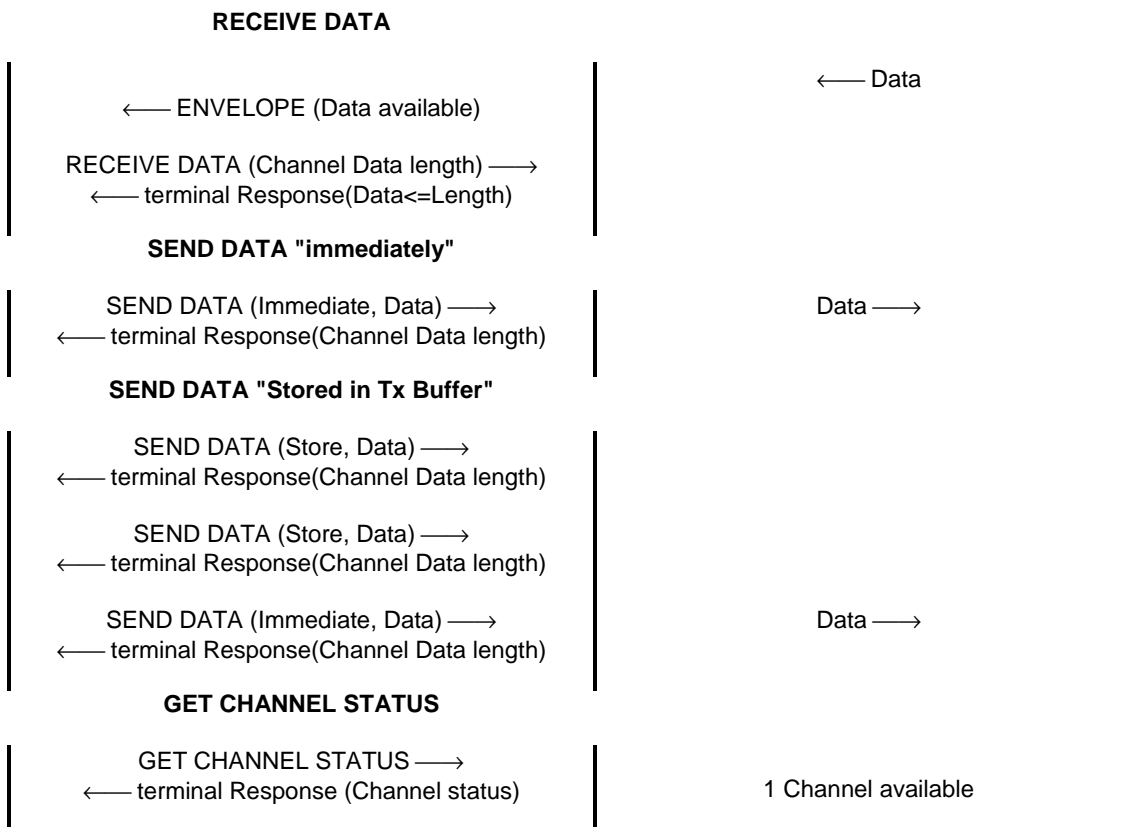 RECEIVE DATA
←── Data
←── ENVELOPE (Data available)
RECEIVE DATA (Channel Data length) ──→
←── terminal Response(Data<=Length)
SEND DATA "immediately"
SEND DATA (Immediate, Data) ──→ Data ──→
←── terminal Response(Channel Data length)
SEND DATA "Stored in Tx Buffer"
SEND DATA (Store, Data) ──→
←── terminal Response(Channel Data length)
SEND DATA (Store, Data) ──→
←── terminal Response(Channel Data length)
SEND DATA (Immediate, Data) ──→ Data ──→
←── terminal Response(Channel Data length)
GET CHANNEL STATUS
GET CHANNEL STATUS ──→
←── terminal Response (Channel status) 1 Channel available